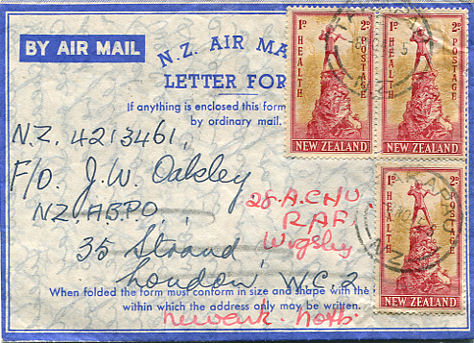 BY AIR MAIL
N.Z. AIR MA
LETTER FOR
If anything is enclosed this form
by ordinary mail.
1D HEALTH 2D POSTAGE
NEW ZEALAND
1D HEALTH 2D POSTAGE
NEW ZEALAND
N.Z. 4213461,
F/O. J.W. Oakley
N.Z.A.B.P.O.
35 Strand
London, W.C.2
28.A.C.H.U.
RAF
Wigsley
Newark. Notts.
1D HEALTH 2D POSTAGE
NEW ZEALAND
When folded the form must conform in size and shape with the
within which the address only may be written.